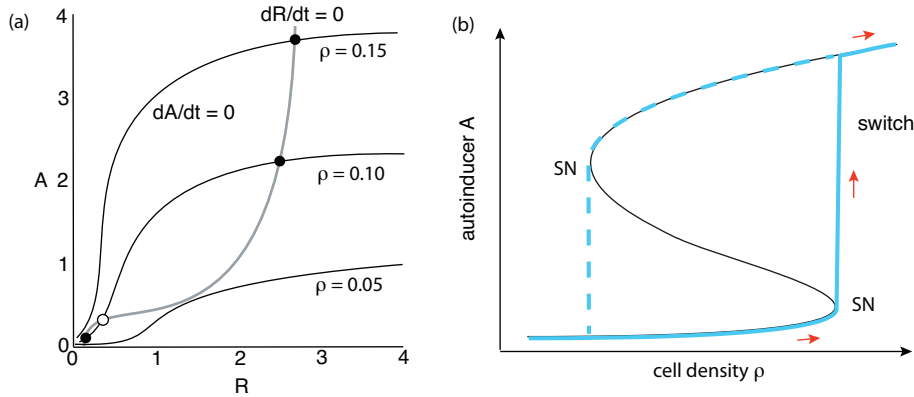 (a)
4
dR/dt = 0
ρ = 0.15
3
dA/dt = 0
A
2
ρ = 0.10
1
ρ = 0.05
0
0 1 2 3 4
R
(b)
autoinducer A
switch
SN
SN
cell density ρ